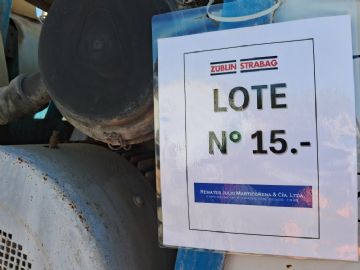 ZÜBLIN STRABAG
LOTE
N° 15.-
REMATES JULIO MARTICORENA & CÍA. LTDA.